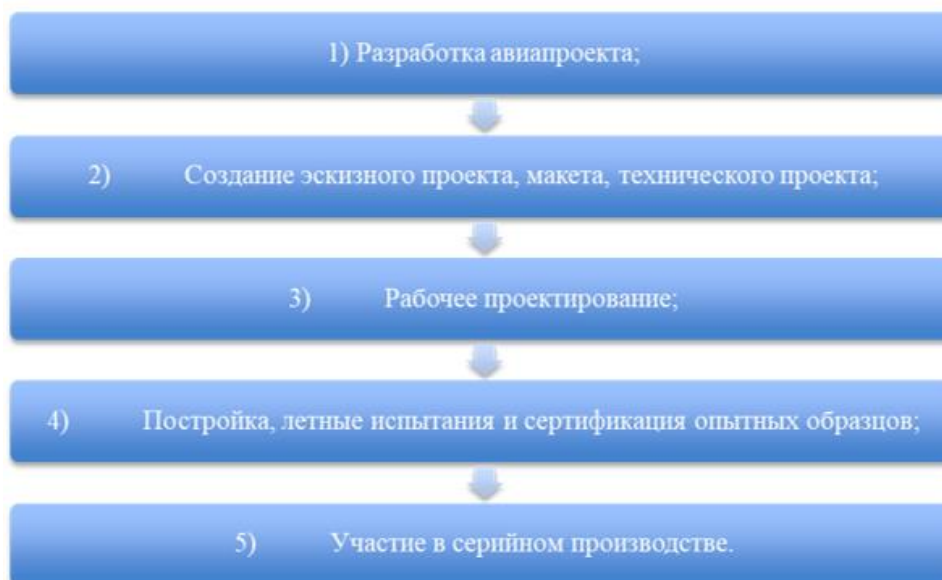 1) Разработка авиапроекта;
2) Создание эскизного проекта, макета, технического проекта;
3) Рабочее проектирование;
4) Постройка, летные испытания и сертификация опытных образцов;
5) Участие в серийном производстве.